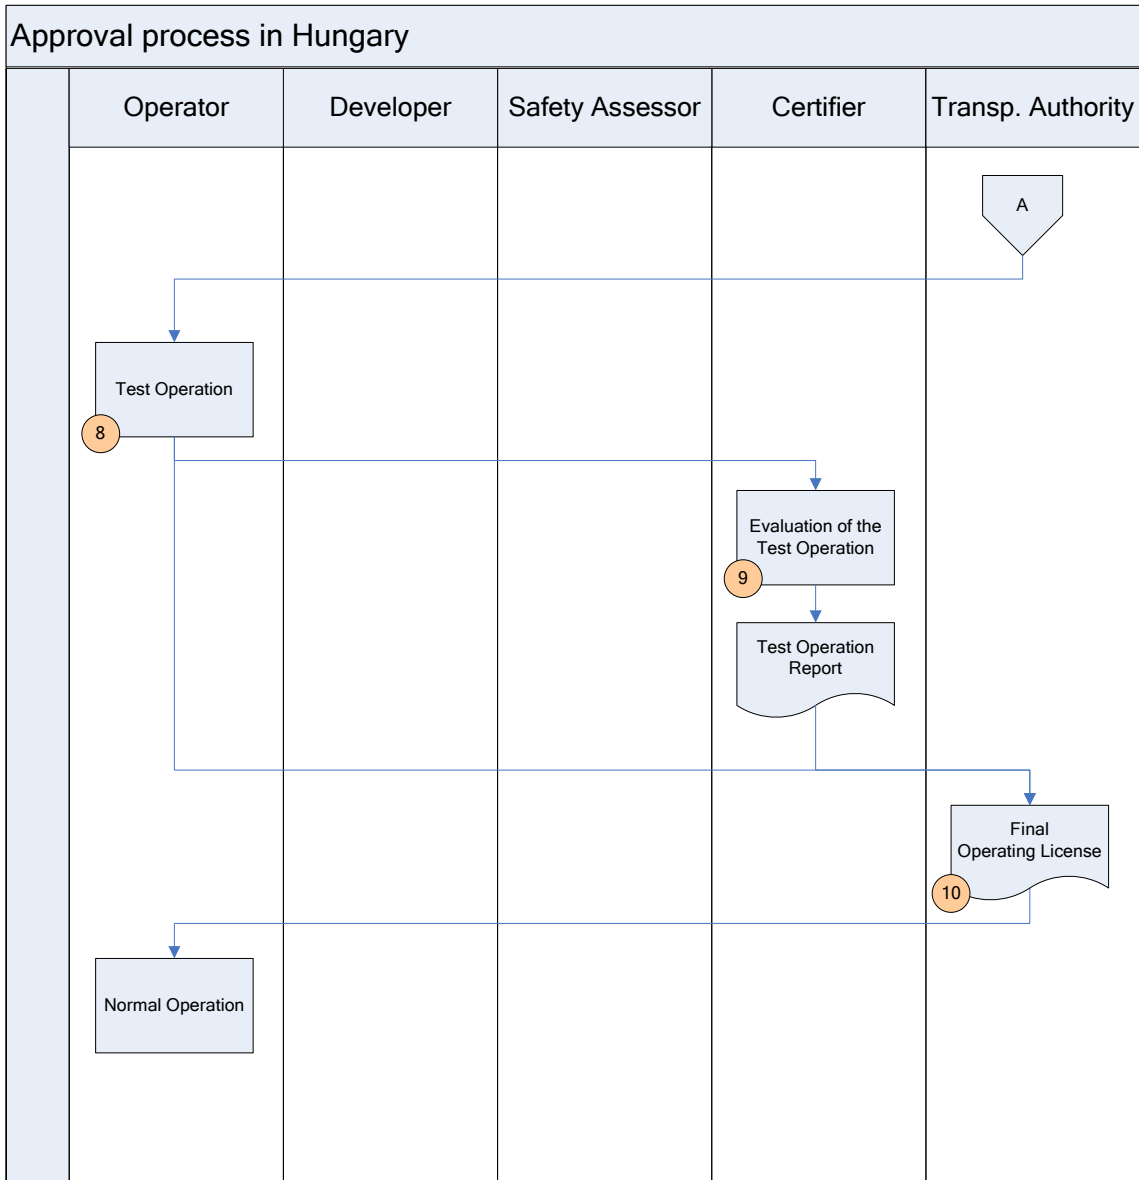 Approval process in Hungary
Operator
Developer
Safety Assessor
Certifier
Transp. Authority
A
Test Operation
8
Evaluation of the
Test Operation
9
Test Operation
Report
Final
Operating License
10
Normal Operation